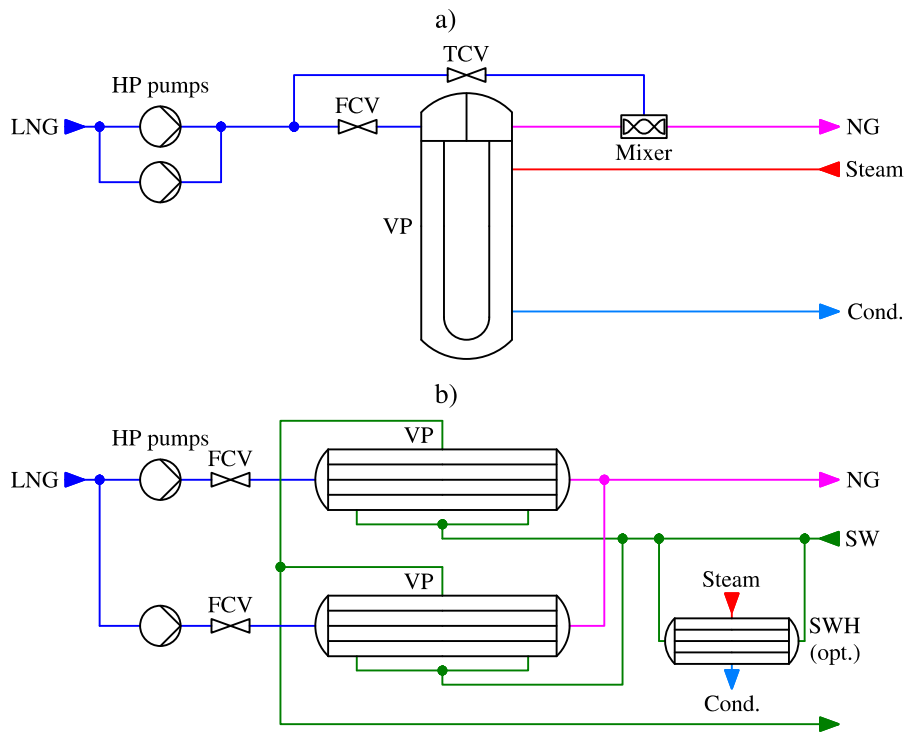 a)
TCV
HP pumps
FCV
LNG
NG
Mixer
Steam
VP
Cond.
b)
HP pumps
VP
FCV
LNG
NG
SW
VP
Steam
FCV
SWH
(opt.)
Cond.